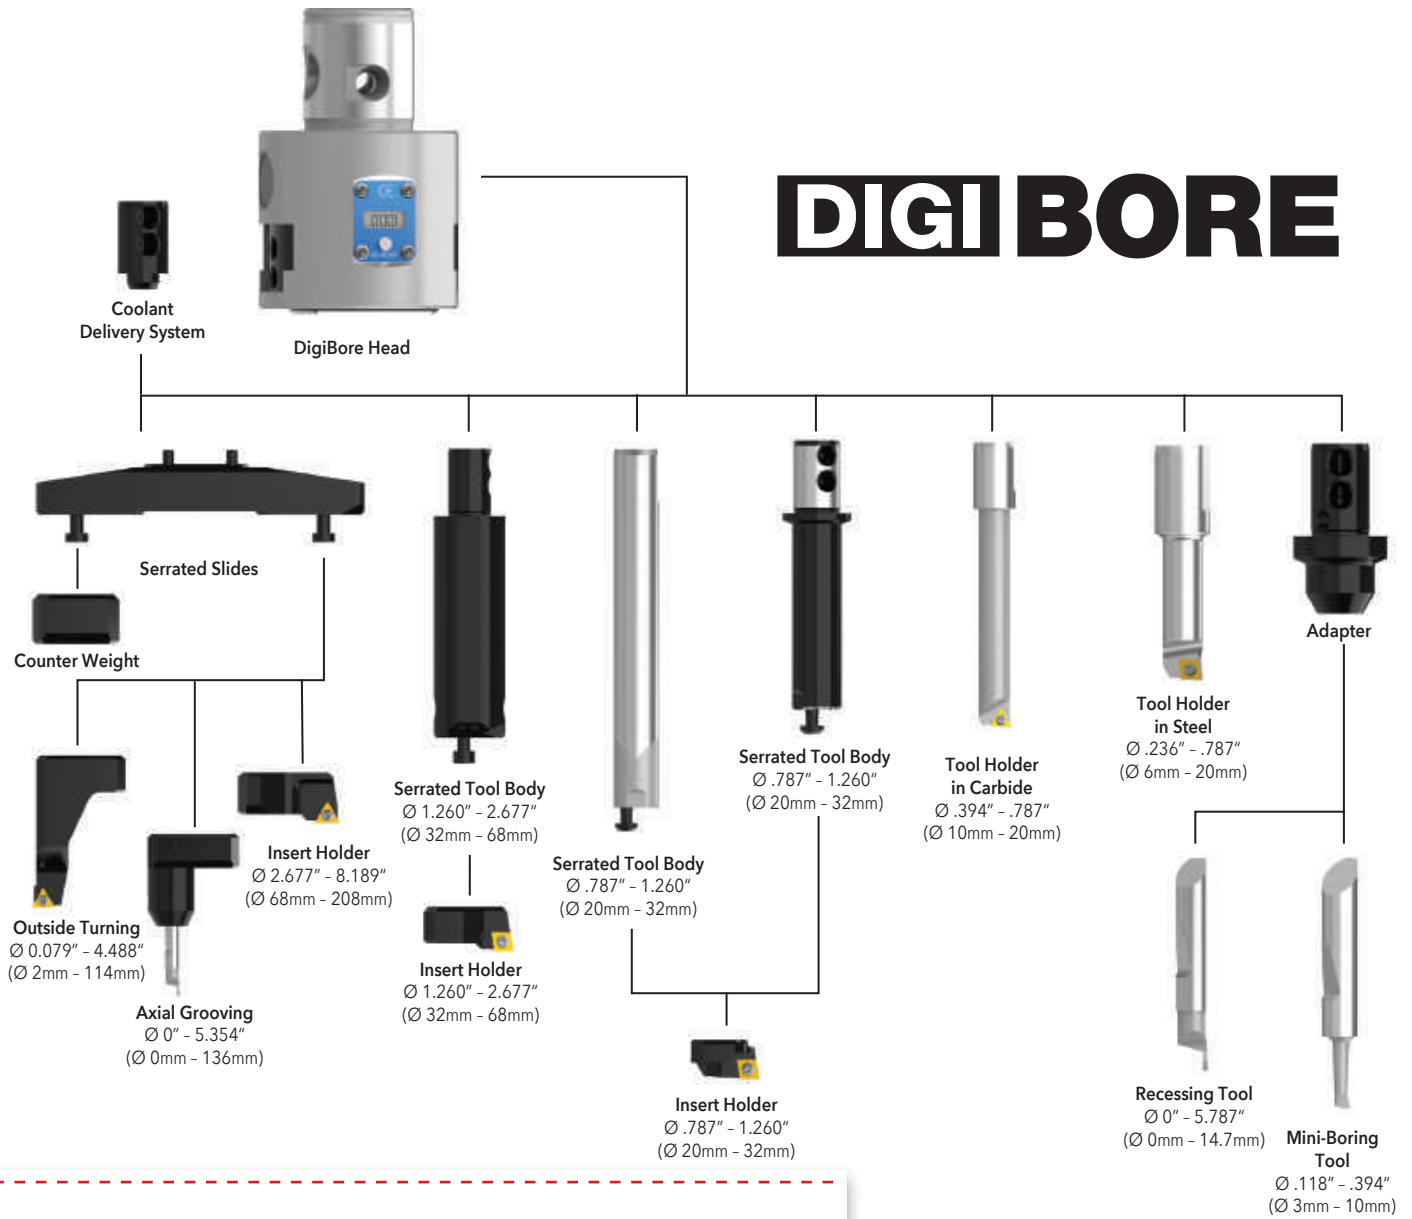 DIGI BORE
Coolant
Delivery System
DigiBore Head
Serrated Slides
Counter Weight
Adapter
Tool Holder
in Steel
Ø .236” – .787“
(Ø 6mm – 20mm)
Serrated Tool Body
Ø .787” – 1.260“
(Ø 20mm – 32mm)
Tool Holder
in Carbide
Ø .394” – .787“
(Ø 10mm – 20mm)
Serrated Tool Body
Ø 1.260” – 2.677“
(Ø 32mm – 68mm)
Insert Holder
Ø 2.677” – 8.189“
(Ø 68mm – 208mm)
Serrated Tool Body
Ø .787” – 1.260“
(Ø 20mm – 32mm)
Outside Turning
Ø 0.079” – 4.488“
(Ø 2mm – 114mm)
Insert Holder
Ø 1.260” – 2.677“
(Ø 32mm – 68mm)
Axial Grooving
Ø 0” – 5.354“
(Ø 0mm – 136mm)
Insert Holder
Ø .787” – 1.260“
(Ø 20mm – 32mm)
Recessing Tool
Ø 0” – 5.787“
(Ø 0mm – 14.7mm)
Mini-Boring
Tool
Ø .118” – .394“
(Ø 3mm – 10mm)